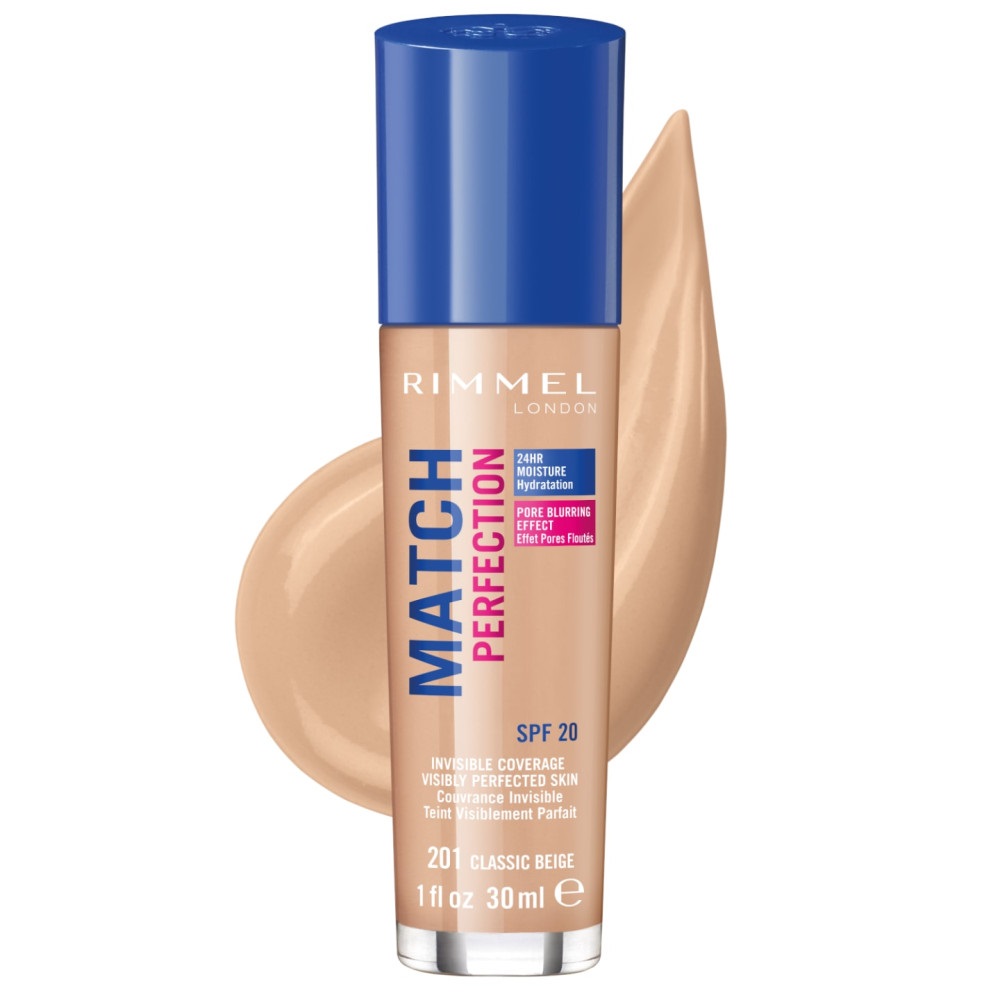 RIMMEL
LONDON
MATCH
PERFECTION
24HR
MOISTURE
Hydratation
PORE BLURRING
EFFECT
Effet Pores Floutés
SPF 20
INVISIBLE COVERAGE
VISIBLY PERFECTED SKIN
Couvrance Invisible
Teint Visiblement Parfait
201 CLASSIC BEIGE
1 fl oz 30 ml ℮